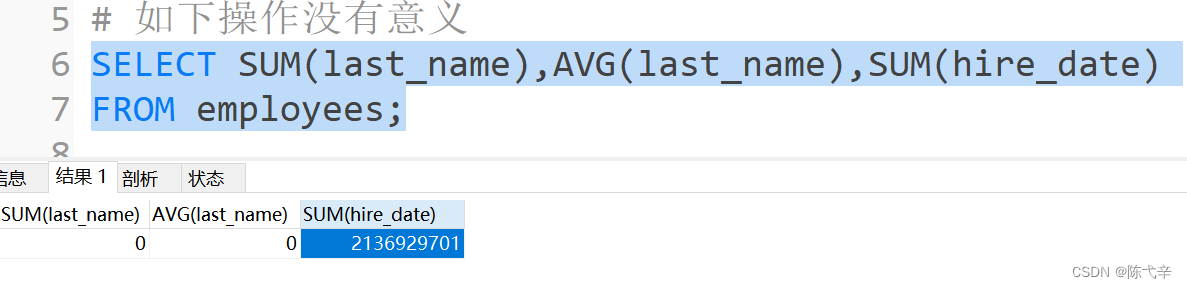 5 # 如下操作没有意义
6 SELECT SUM(last_name),AVG(last_name),SUM(hire_date)
7 FROM employees;
8
信息 结果 1 剖析 状态
SUM(last_name) AVG(last_name) SUM(hire_date)
0 0 2136929701
CSDN @陈弋辛